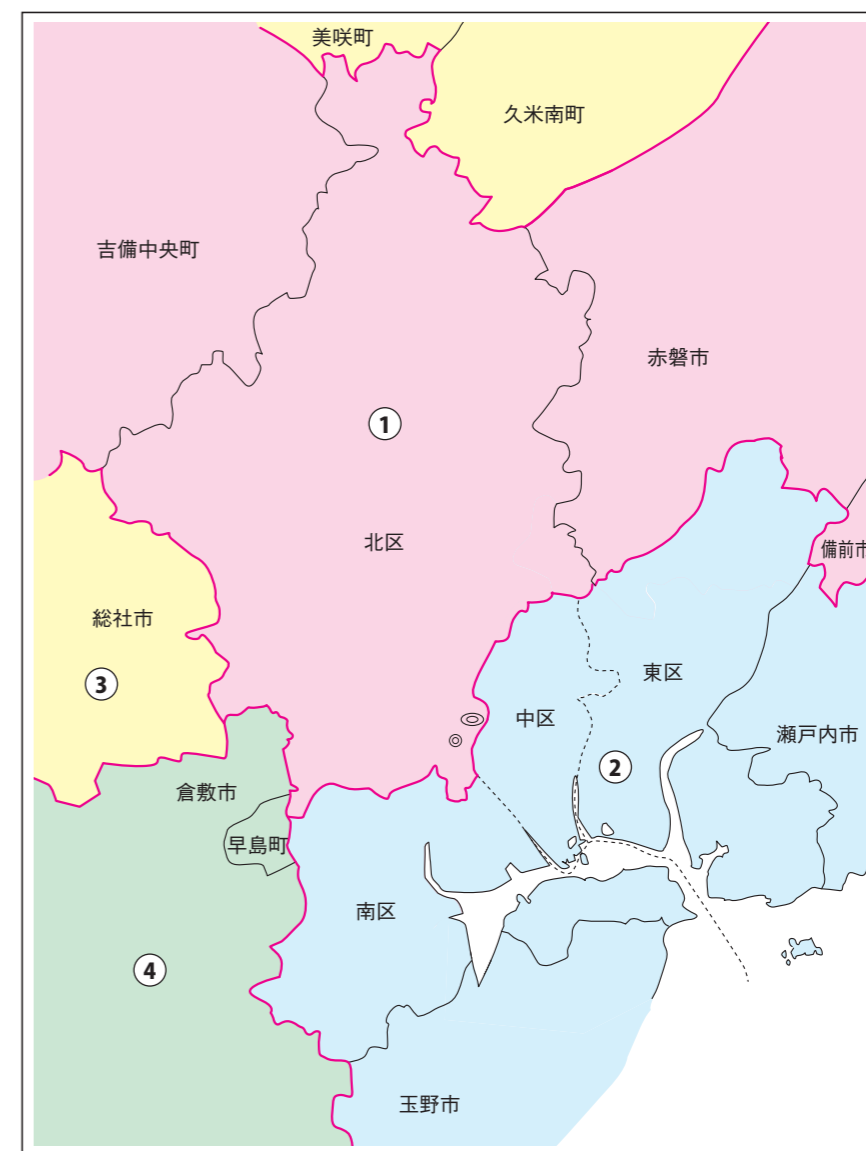 美咲町
久米南町
吉備中央町
赤磐市
①
北区
備前市
総社市
③
東区
中区
瀬戸内市
②
倉敷市
早島町
南区
④
玉野市